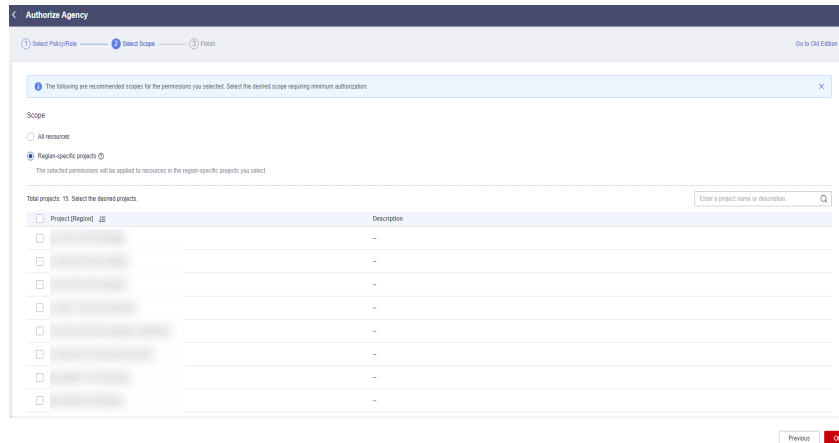 Authorize Agency
1 Select Policy/Role 2 Select Scope 3 Finish Go to Old Edition
The following are recommended scopes for the permissions you selected. Select the desired scope requiring minimum authorization.
Scope
All resources
Region-specific projects
The selected permissions will be applied to resources in the region-specific projects you select.
Total projects: 15. Select the desired projects. Enter a project name or description.
Project [Region] Description
--
--
--
--
--
--
--
--
Previous